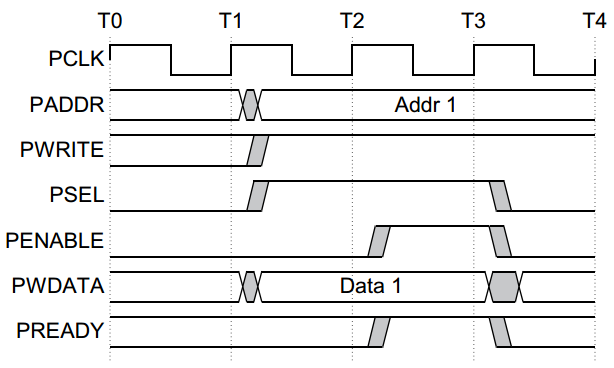 T0 T1 T2 T3 T4
PCLK
PADDR Addr 1
PWRITE
PSEL
PENABLE
PWDATA Data 1
PREADY